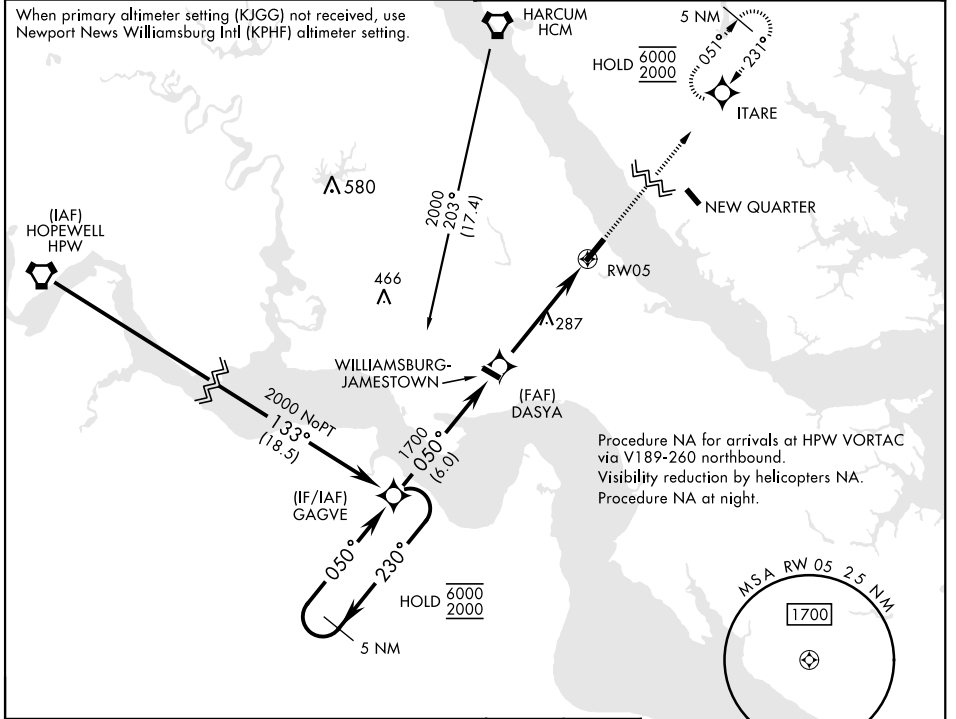 When primary altimeter setting (KJGG) not received, use
Newport News Williamsburg Intl (KPHF) altimeter setting.
HARCUM
HCM
5 NM
HOLD 6000
2000
051°
231°
ITARE
580
2000
203°
(17.4)
NEW QUARTER
(IAF)
HOPEWELL
HPW
RW05
466
287
WILLIAMSBURG-
JAMESTOWN
(FAF)
DASYA
2000 NoPT
133°
(18.5)
1700
050°
(6.0)
Procedure NA for arrivals at HPW VORTAC
via V189-260 northbound.
Visibility reduction by helicopters NA.
Procedure NA at night.
(IF/IAF)
GAGVE
050°
230°
HOLD 6000
2000
5 NM
MSA RW 05 25 NM
1700